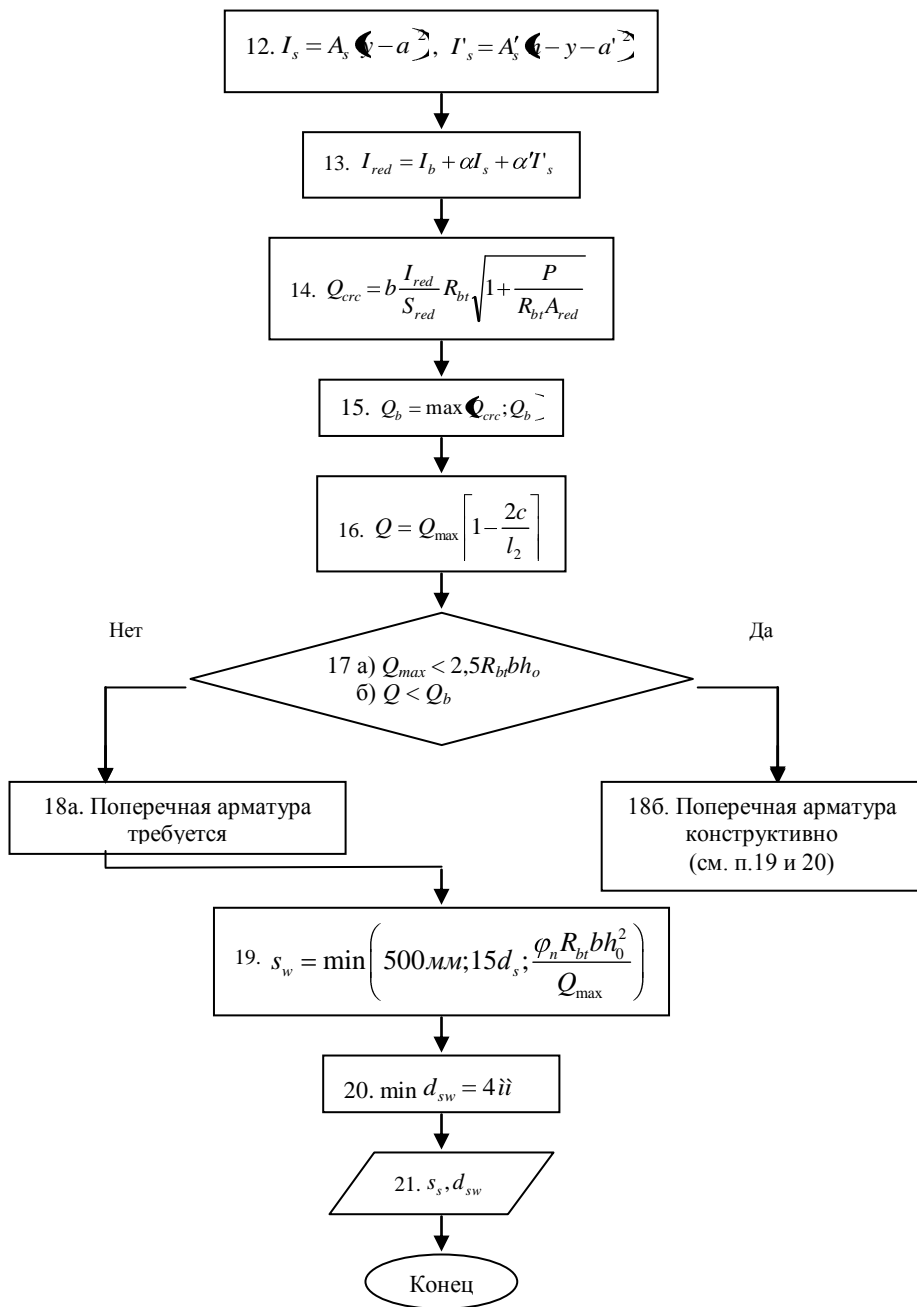 12. I_s = A_s(y − a)², I'_s = A'_s(h − y − a')²
13. I_red = I_b + αI_s + α'I'_s
14. Q_crc = b I_red/S_red R_bt √(1 + P/(R_bt A_red))
15. Q_b = max(Q_crc; Q_b)
16. Q = Q_max[1 − 2c/l_2]
Нет
Да
17 а) Q_max < 2,5R_bt bh_o
б) Q < Q_b
18а. Поперечная арматура
требуется
18б. Поперечная арматура
конструктивно
(см. п.19 и 20)
19. s_w = min(500мм; 15d_s; φ_n R_bt bh_0²/Q_max)
20. min d_sw = 4ìì
21. s_s, d_sw
Конец